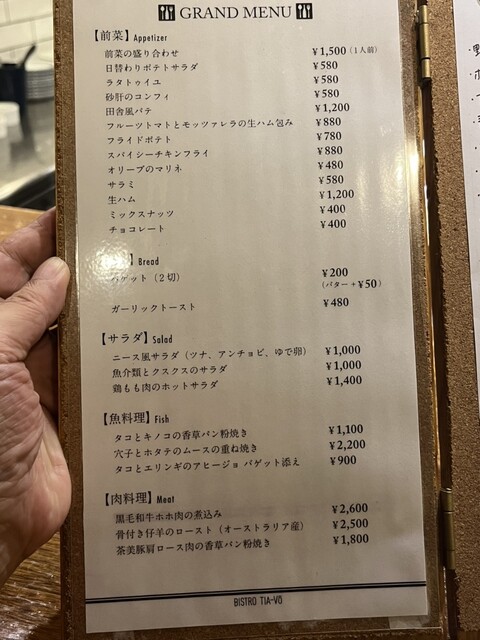 GRAND MENU
【前菜】Appetizer
前菜の盛り合わせ ￥1,500（1人前）
日替わりポテトサラダ ￥580
ラタトゥイユ ￥580
砂肝のコンフィ ￥580
田舎風パテ ￥1,200
フルーツトマトとモッツァレラの生ハム包み ￥880
フライドポテト ￥780
スパイシーチキンフライ ￥880
オリーブのマリネ ￥480
サラミ ￥580
生ハム ￥1,200
ミックスナッツ ￥400
チョコレート ￥400
】Bread
バゲット（2切） ￥200
（バター＋￥50）
ガーリックトースト ￥480
【サラダ】Salad
ニース風サラダ（ツナ、アンチョビ、ゆで卵） ￥1,000
魚介類とクスクスのサラダ ￥1,000
鶏もも肉のホットサラダ ￥1,400
【魚料理】Fish
タコとキノコの香草パン粉焼き ￥1,100
穴子とホタテのムースの重ね焼き ￥2,200
タコとエリンギのアヒージョ バゲット添え ￥900
【肉料理】Meat
黒毛和牛ホホ肉の煮込み ￥2,600
骨付き仔羊のロースト（オーストラリア産） ￥2,500
茶美豚肩ロース肉の香草パン粉焼き ￥1,800
BISTRO TIA-VO